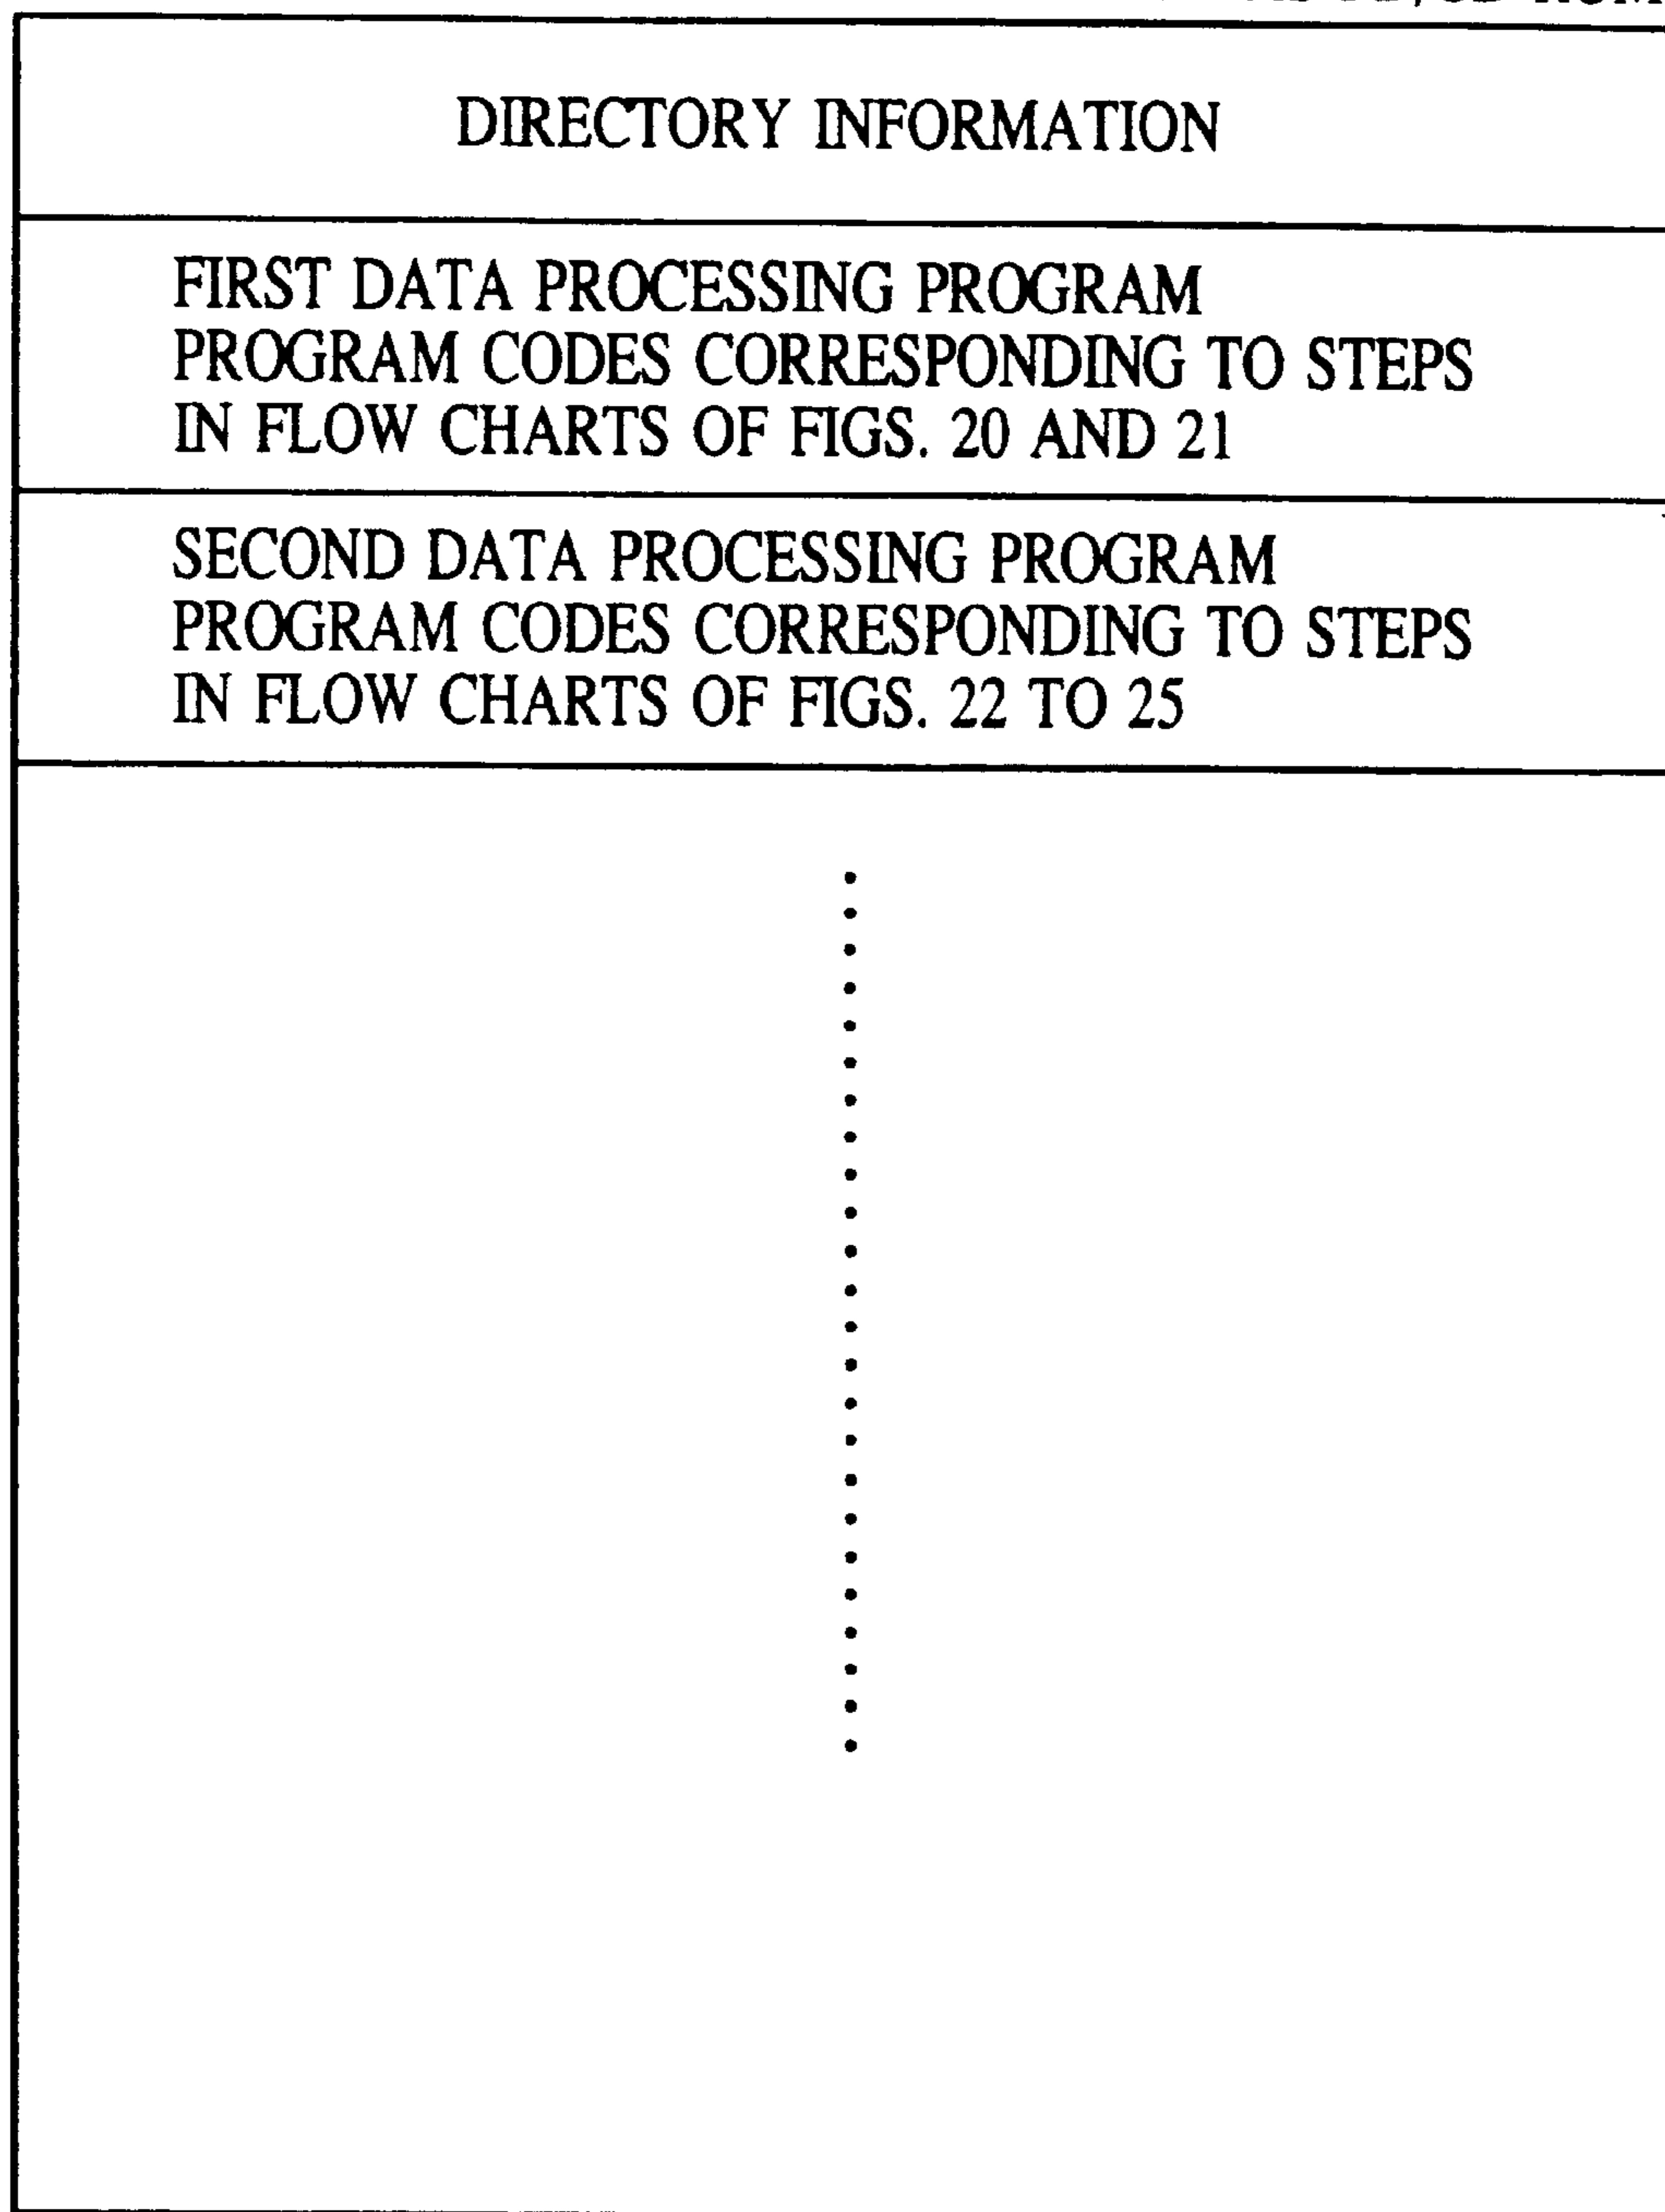 DIRECTORY INFORMATION
FIRST DATA PROCESSING PROGRAM
PROGRAM CODES CORRESPONDING TO STEPS
IN FLOW CHARTS OF FIGS. 20 AND 21
SECOND DATA PROCESSING PROGRAM
PROGRAM CODES CORRESPONDING TO STEPS
IN FLOW CHARTS OF FIGS. 22 TO 25